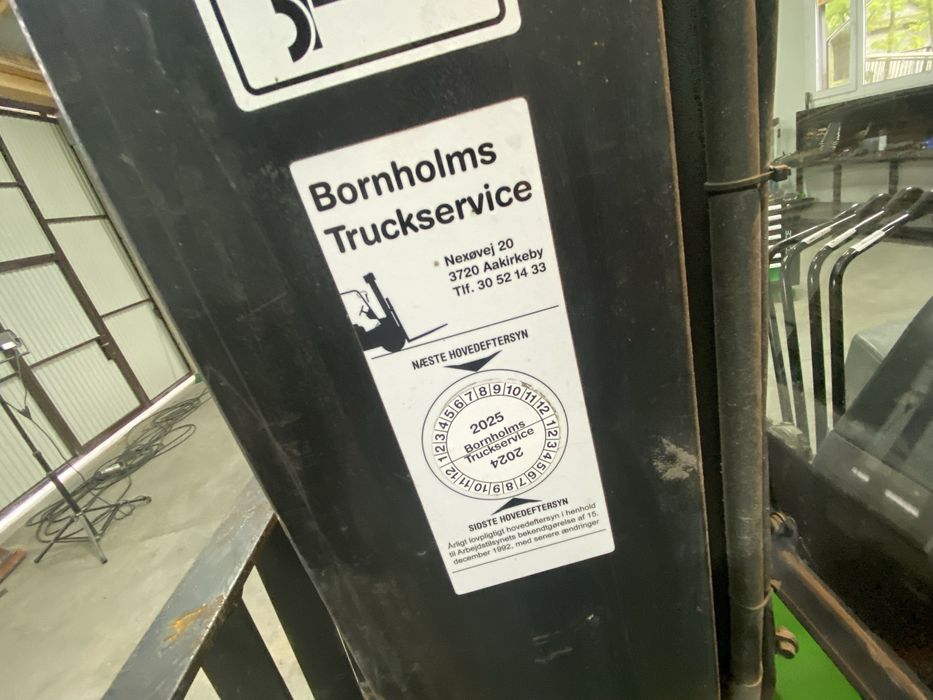 Bornholms
Truckservice
Nexøvej 20
3720 Aakirkeby
Tlf. 30 52 14 33
NÆSTE HOVEDEFTERSYN
1 2 3 4 5 6 7 8 9 10 11 12
2025
Bornholms
Truckservice
2024
1 2 3 4 5 6 7 8 9 10 11 12
SIDSTE HOVEDEFTERSYN
Årligt lovpligtigt hovedeftersyn i henhold
til Arbejdstilsynets bekendtgørelse af 15.
december 1992, med senere ændringer